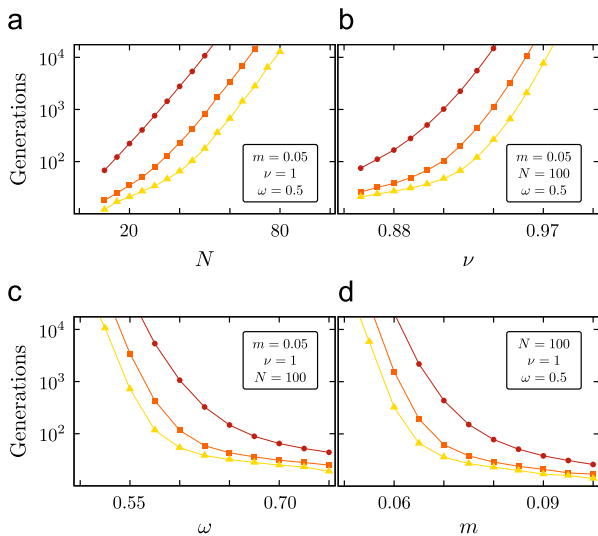 a
b
Generations
10^4
10^2
m = 0.05
ν = 1
ω = 0.5
m = 0.05
N = 100
ω = 0.5
20
80
0.88
0.97
N
ν
c
d
Generations
10^4
10^3
10^2
m = 0.05
ν = 1
N = 100
N = 100
ν = 1
ω = 0.5
0.55
0.70
0.06
0.09
ω
m